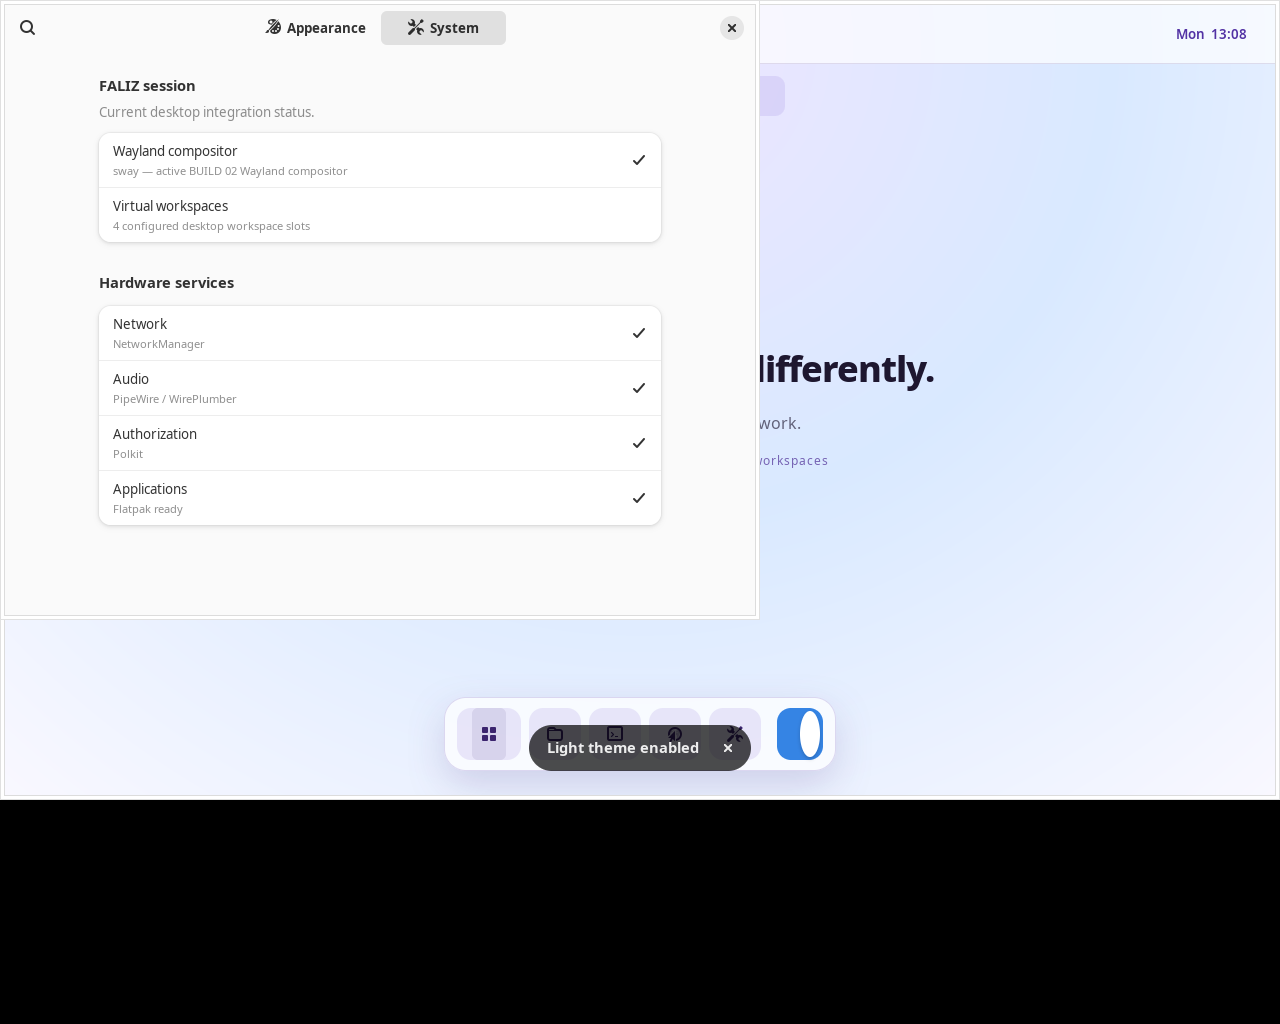 Appearance
System
Mon 13:08
FALIZ session
Current desktop integration status.
Wayland compositor
sway — active BUILD 02 Wayland compositor
Virtual workspaces
4 configured desktop workspace slots
Hardware services
Network
NetworkManager
Audio
PipeWire / WirePlumber
Authorization
Polkit
Applications
Flatpak ready
differently.
work.
workspaces
Light theme enabled